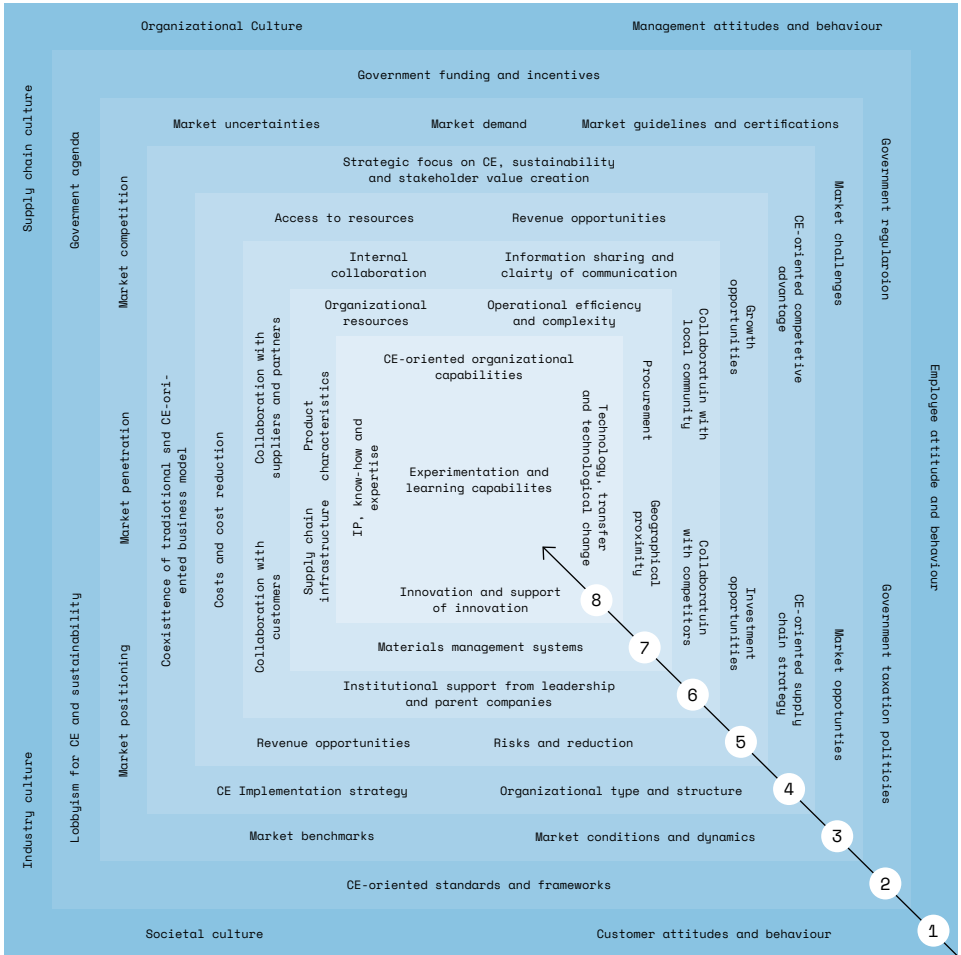 Organizational Culture
Management attitudes and behaviour
Supply chain culture
Industry culture
Employee attitude and behaviour
Societal culture
Customer attitudes and behaviour
1
Government funding and incentives
Goverment agenda
Lobbyism for CE and sustainability
Government regularoion
Government taxation politicies
CE-oriented standards and frameworks
2
Market uncertainties
Market demand
Market guidelines and certifications
Market competition
Market penetration
Market positioning
Market challenges
Market oppotunties
Market benchmarks
Market conditions and dynamics
3
Strategic focus on CE, sustainability
and stakeholder value creation
Coexisttence of tradiotional snd CE-ori-
ented business model
CE-oriented competetive
advantage
CE-oriented supply
chain strategy
CE Implementation strategy
Organizational type and structure
4
Access to resources
Revenue opportunities
Costs and cost reduction
Growth
opportunities
Investment
opportunities
Revenue opportunities
Risks and reduction
5
Internal
collaboration
Information sharing and
clairty of communication
Collaboration with
suppliers and partners
Collaboration with
customers
Collaboratuin with
local community
Collaboratuin
with competitors
Institutional support from leadership
and parent companies
6
Organizational
resources
Operational efficiency
and complexity
Product
characteristics
Supply chain
infrastructure
Procurement
Geographical
proximity
Materials management systems
7
CE-oriented organizational
capabilities
IP, know-how and
expertise
Technology, transfer
and technological change
Experimentation and
learning capabilites
Innovation and support
of innovation
8